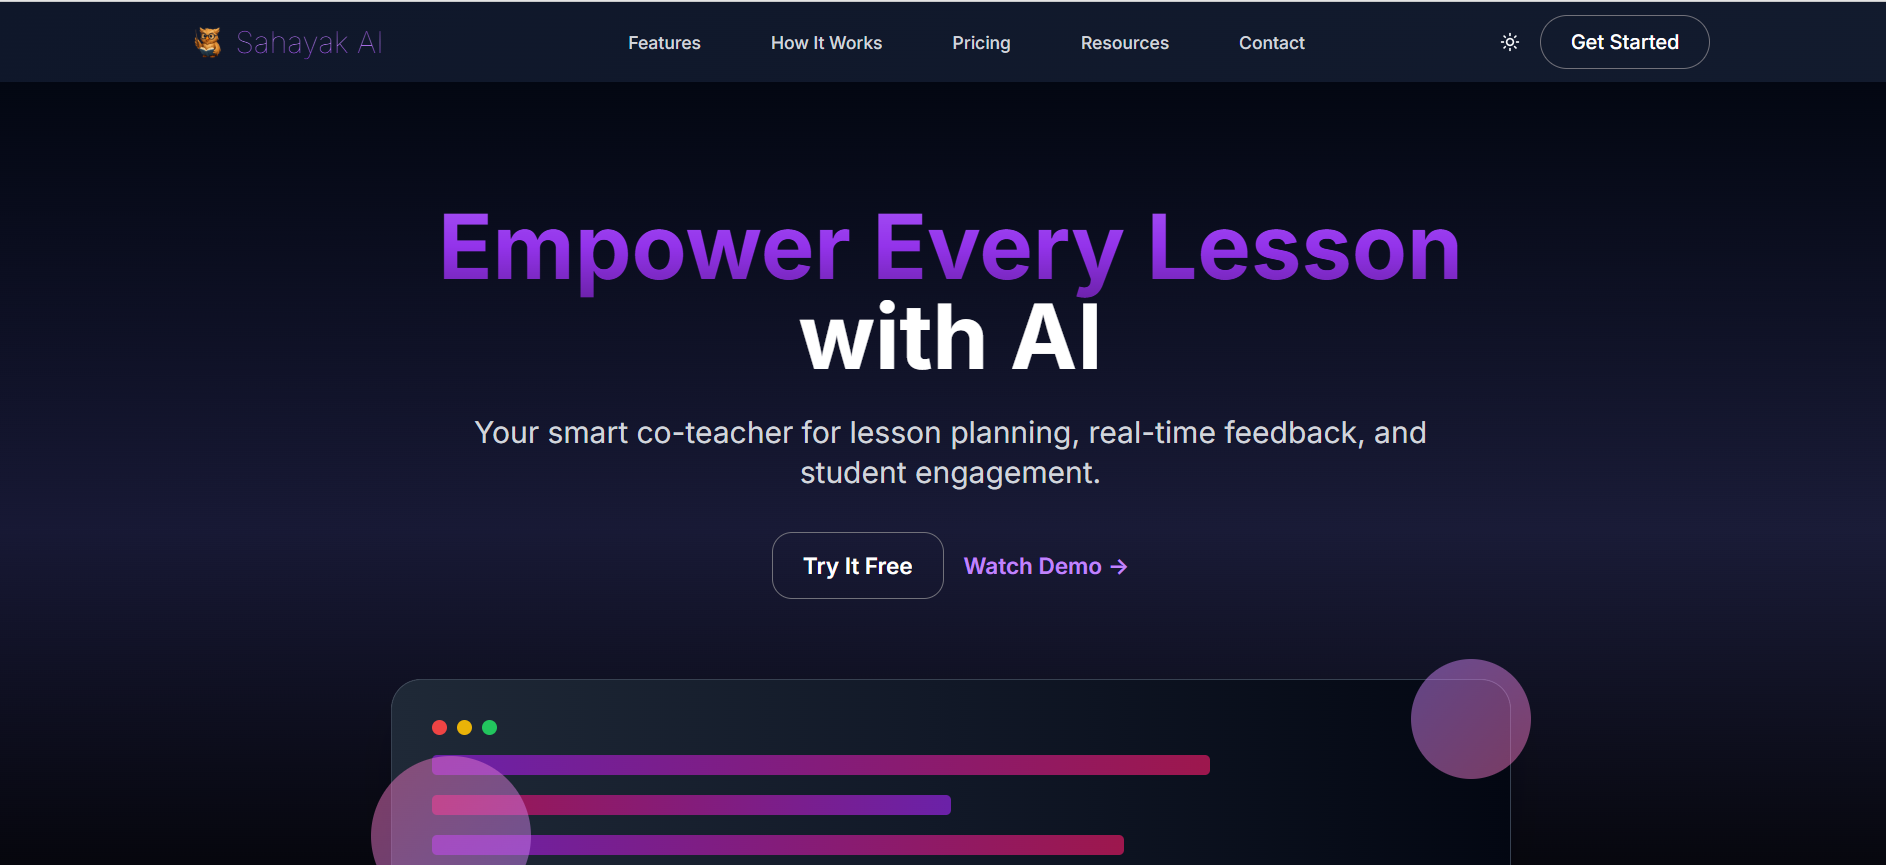 Sahayak AI
Features
How It Works
Pricing
Resources
Contact
Get Started
Empower Every Lesson
with AI
Your smart co-teacher for lesson planning, real-time feedback, and
student engagement.
Try It Free
Watch Demo →